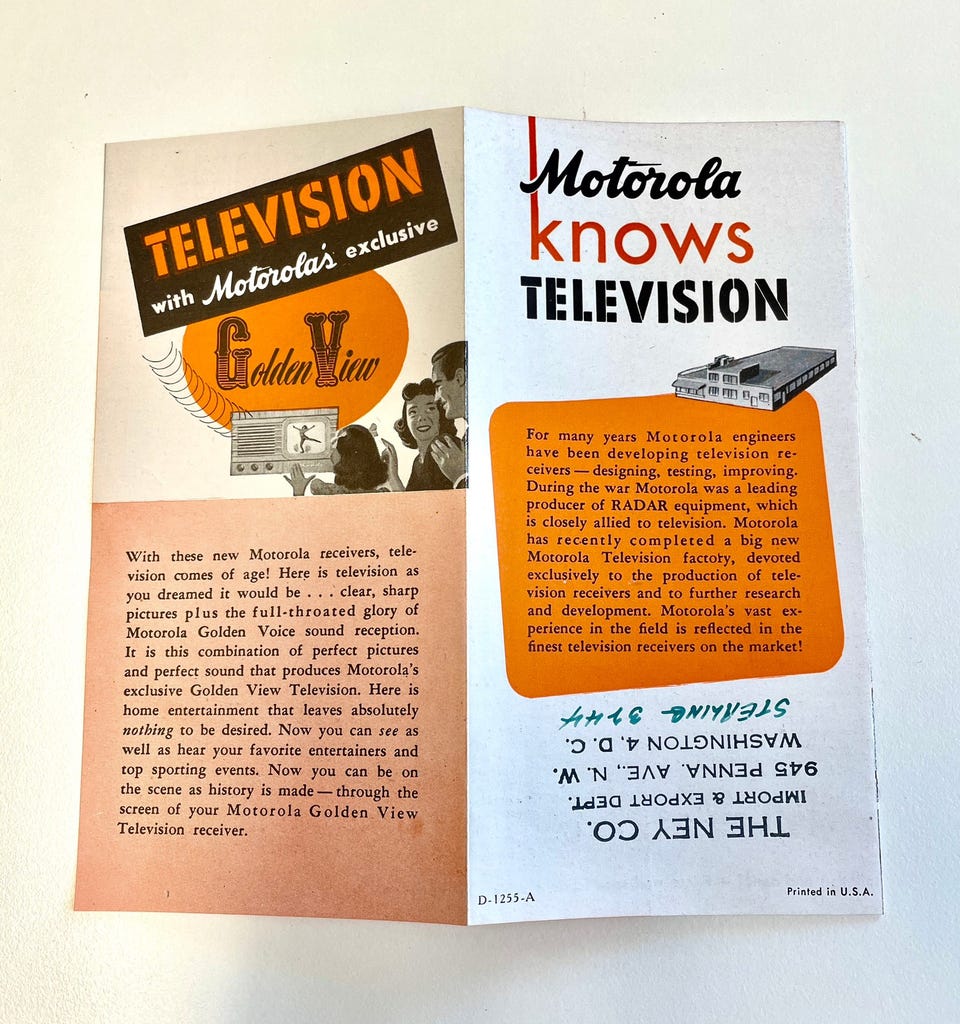 TELEVISION
with Motorola's exclusive
Golden View
With these new Motorola receivers, tele-
vision comes of age! Here is television as
you dreamed it would be . . . clear, sharp
pictures plus the full-throated glory of
Motorola Golden Voice sound reception.
It is this combination of perfect pictures
and perfect sound that produces Motorola's
exclusive Golden View Television. Here is
home entertainment that leaves absolutely
nothing to be desired. Now you can see as
well as hear your favorite entertainers and
top sporting events. Now you can be on
the scene as history is made — through the
screen of your Motorola Golden View
Television receiver.
Motorola
knows
TELEVISION
For many years Motorola engineers
have been developing television re-
ceivers — designing, testing, improving.
During the war Motorola was a leading
producer of RADAR equipment, which
is closely allied to television. Motorola
has recently completed a big new
Motorola Television factory, devoted
exclusively to the production of tele-
vision receivers and to further research
and development. Motorola's vast ex-
perience in the field is reflected in the
finest television receivers on the market!
THE NEY CO.
IMPORT & EXPORT DEPT.
945 PENNA. AVE., N. W.
WASHINGTON 4, D. C.
STERLING 3244
D-1255-A
Printed in U.S.A.